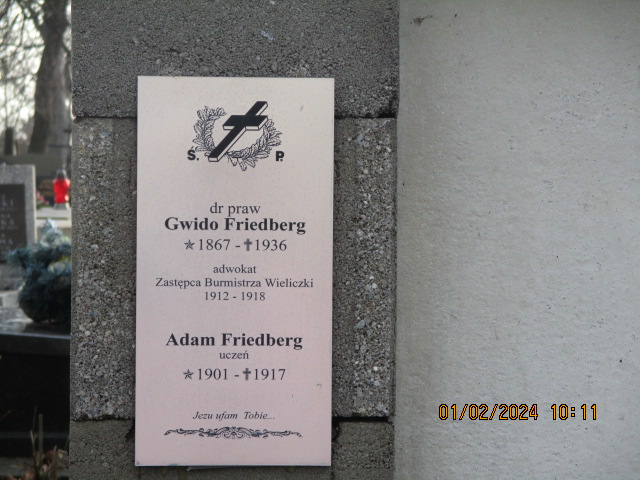 Ś. P.
dr praw
Gwido Friedberg
☆ 1867 - ✝ 1936
adwokat
Zastępca Burmistrza Wieliczki
1912 - 1918
Adam Friedberg
uczeń
☆ 1901 - ✝ 1917
Jezu ufam Tobie...
01/02/2024 10:11